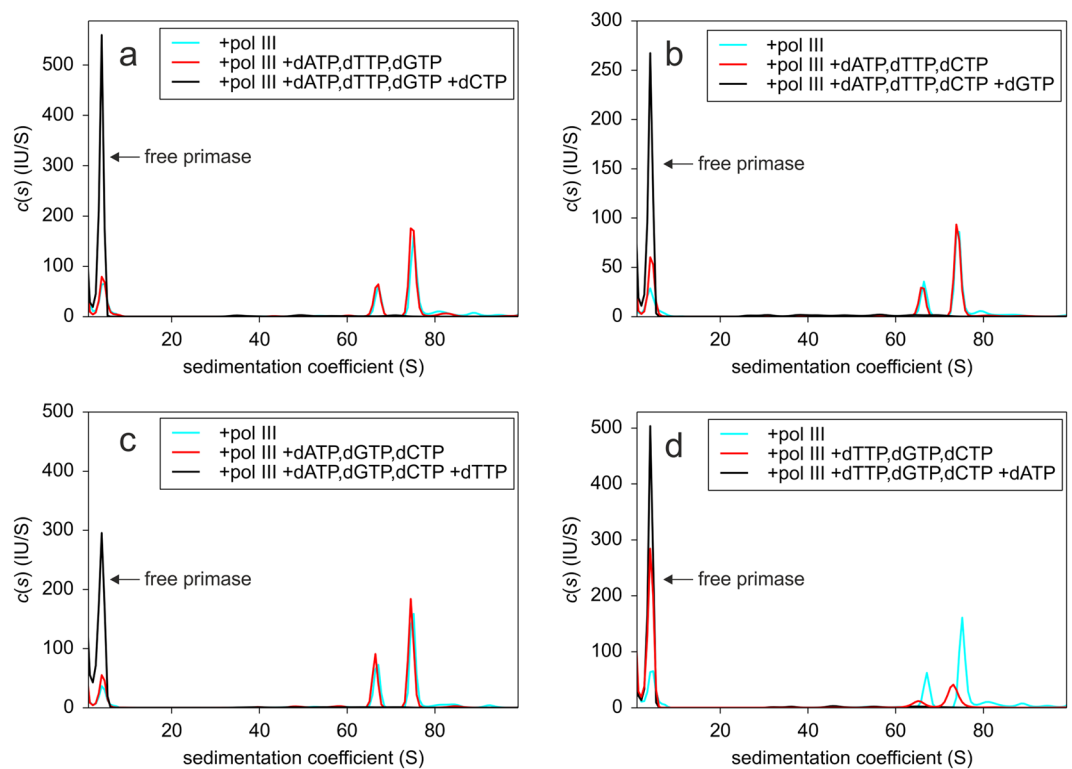 a
+pol III
+pol III +dATP,dTTP,dGTP
+pol III +dATP,dTTP,dGTP +dCTP
free primase
c(s) (IU/S)
500
400
300
200
100
0
20
40
60
80
sedimentation coefficient (S)
b
+pol III
+pol III +dATP,dTTP,dCTP
+pol III +dATP,dTTP,dCTP +dGTP
free primase
c(s) (IU/S)
300
250
200
150
100
50
0
20
40
60
80
sedimentation coefficient (S)
c
+pol III
+pol III +dATP,dGTP,dCTP
+pol III +dATP,dGTP,dCTP +dTTP
free primase
c(s) (IU/S)
500
400
300
200
100
0
20
40
60
80
sedimentation coefficient (S)
d
+pol III
+pol III +dTTP,dGTP,dCTP
+pol III +dTTP,dGTP,dCTP +dATP
free primase
c(s) (IU/S)
500
400
300
200
100
0
20
40
60
80
sedimentation coefficient (S)